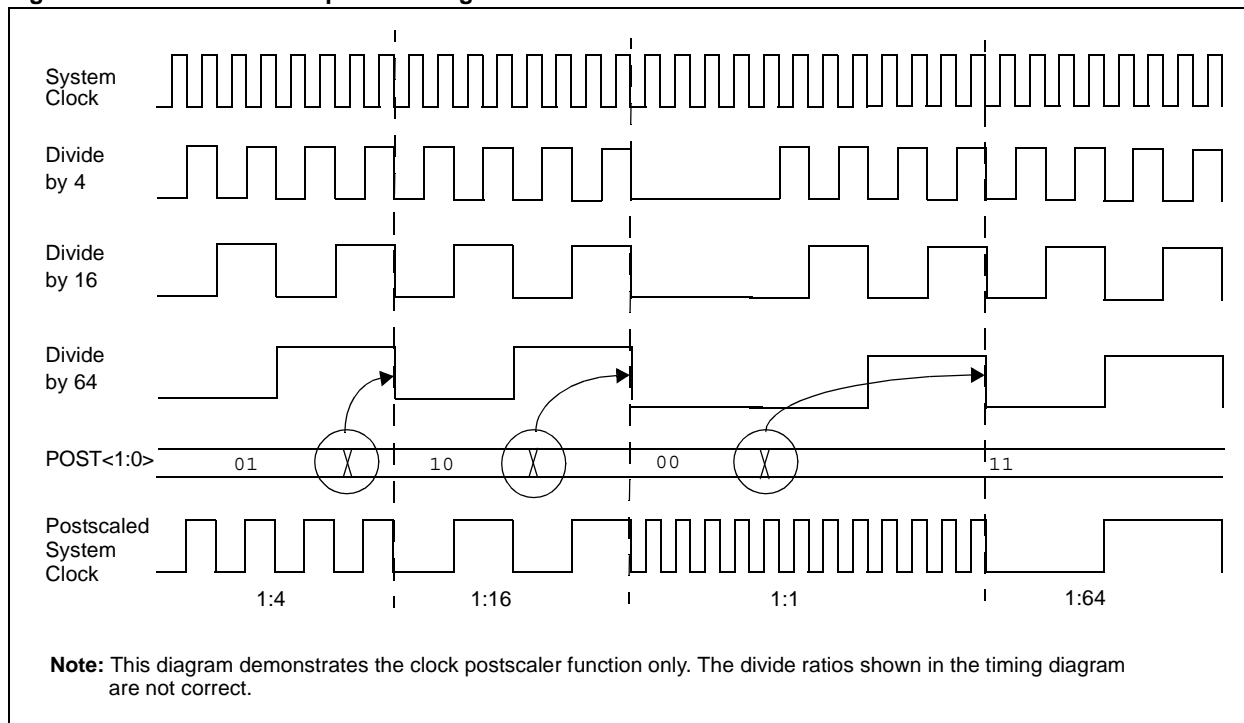 System
Clock
Divide
by 4
Divide
by 16
Divide
by 64
POST<1:0>
01
10
00
11
Postscaled
System
Clock
1:4
1:16
1:1
1:64
Note: This diagram demonstrates the clock postscaler function only. The divide ratios shown in the timing diagram
are not correct.